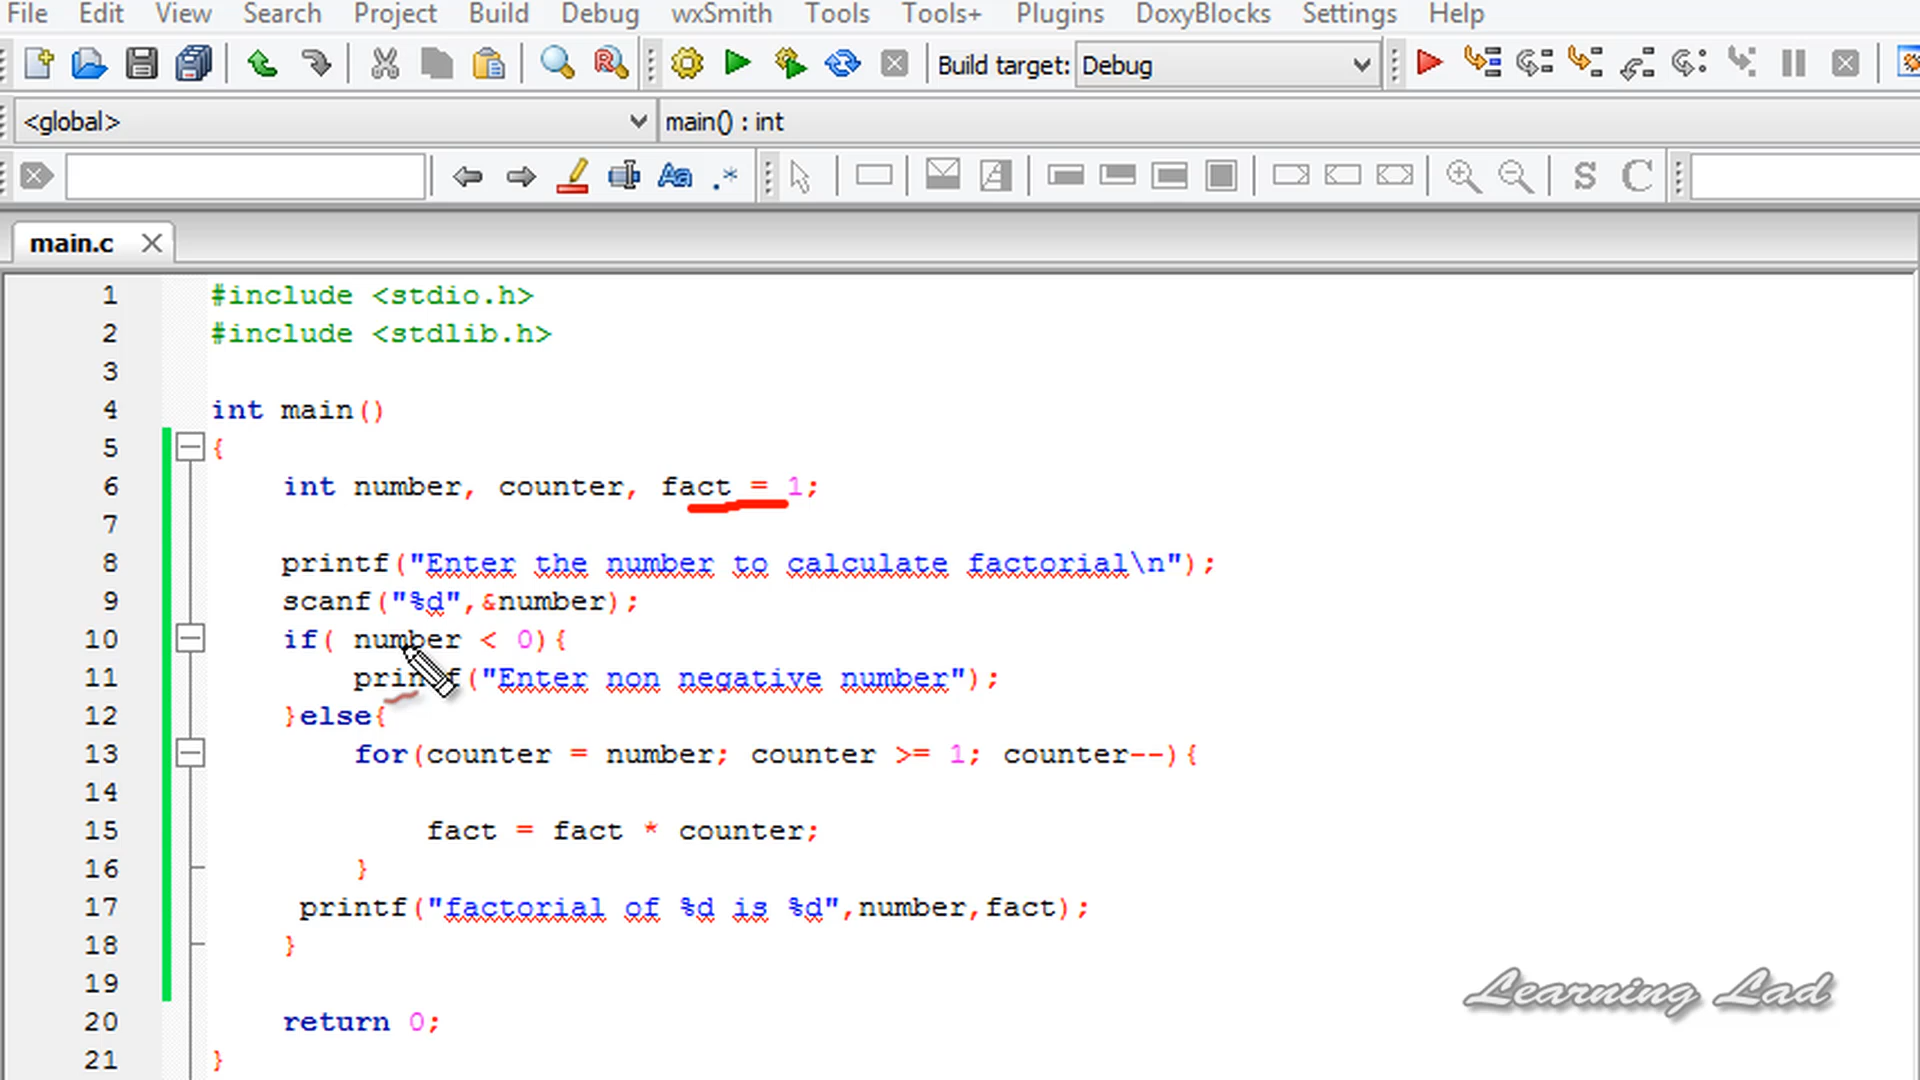 File Edit View Search Project Build Debug wxSmith Tools Tools+ Plugins DoxyBlocks Settings Help
Build target: Debug
<global> main() : int
Aa .* S C
main.c
1 #include <stdio.h>
2 #include <stdlib.h>
3
4 int main()
5 {
6 int number, counter, fact = 1;
7
8 printf("Enter the number to calculate factorial\n");
9 scanf("%d",&number);
10 if( number < 0){
11 printf("Enter non negative number");
12 }else{
13 for(counter = number; counter >= 1; counter--){
14
15 fact = fact * counter;
16 }
17 printf("factorial of %d is %d",number,fact);
18 }
19
20 return 0;
21 }
Learning Lad